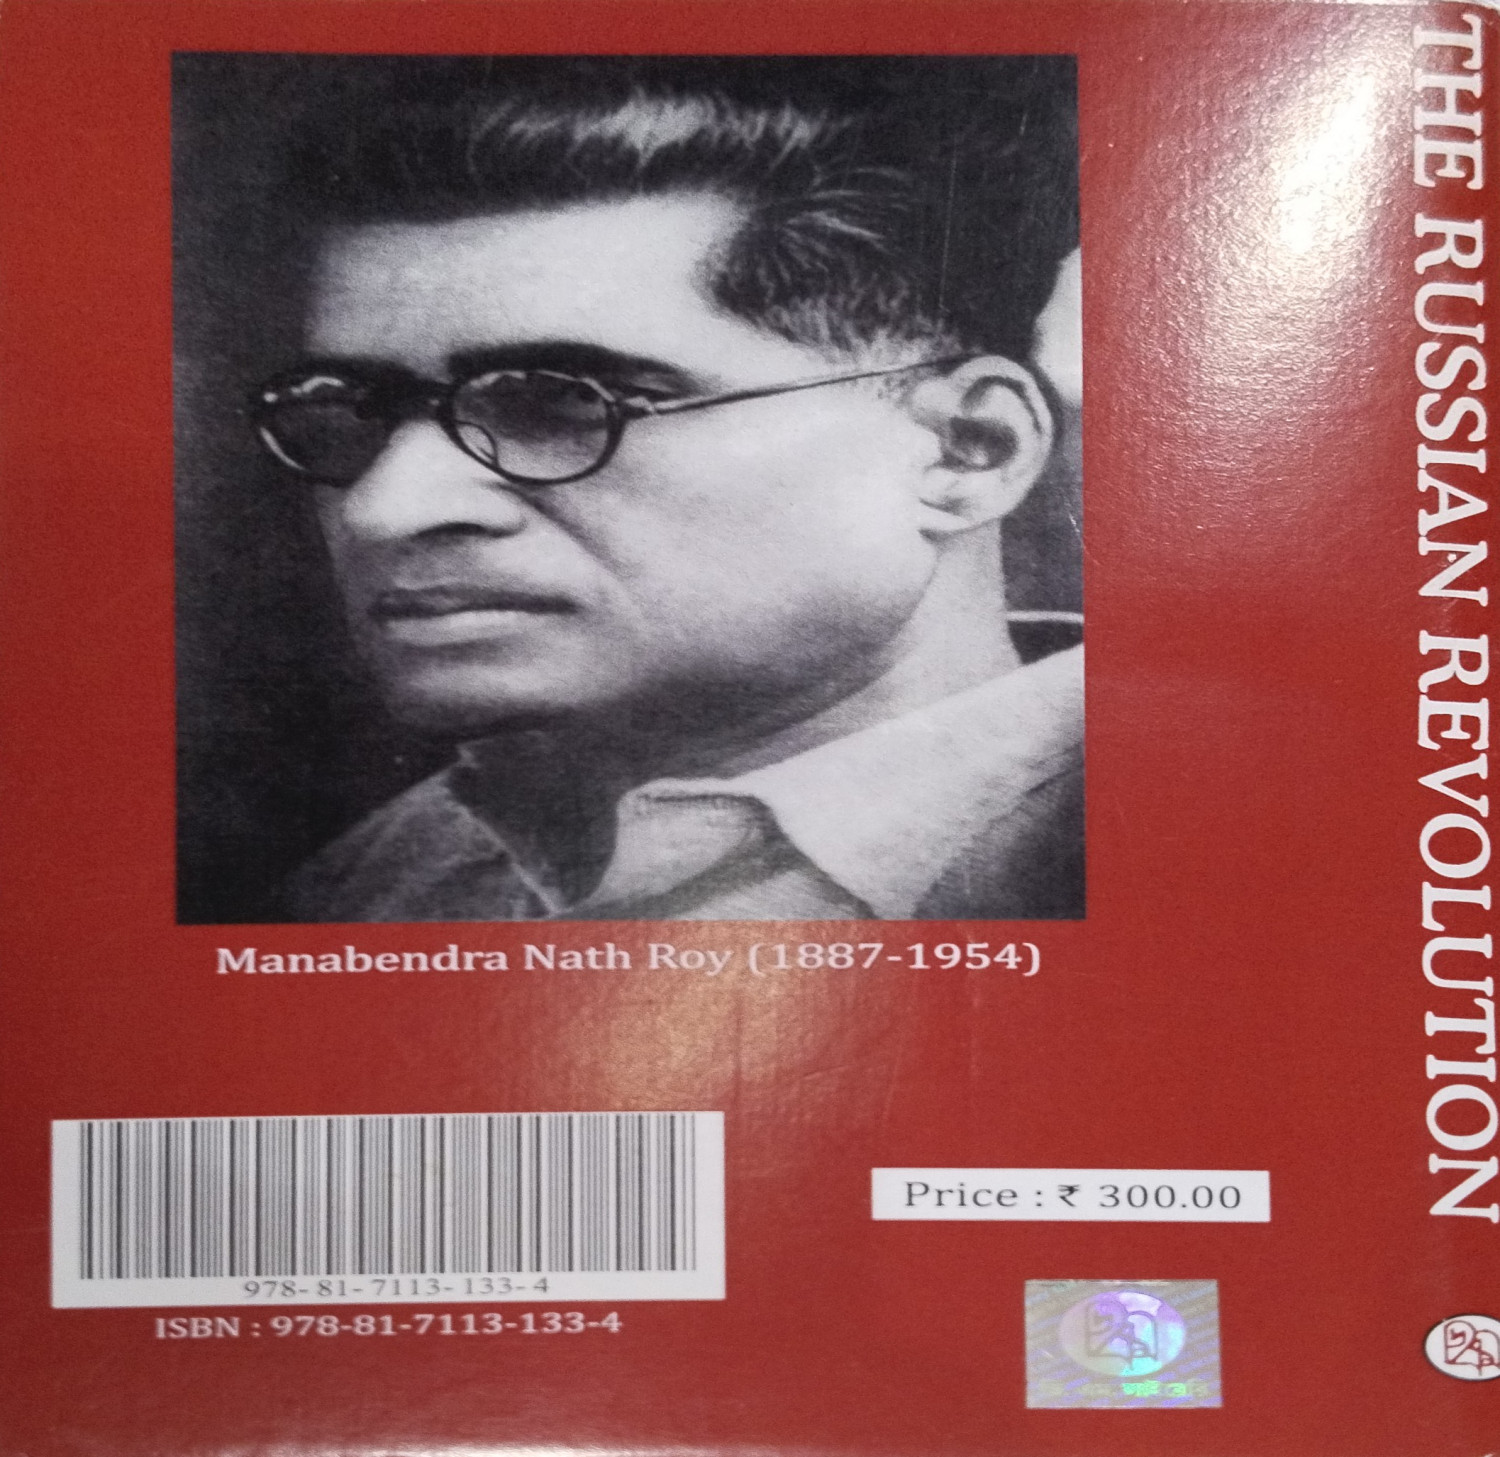 THE RUSSIAN REVOLUTION
Manabendra Nath Roy (1887-1954)
978- 81- 7113- 133- 4
ISBN : 978-81-7113-133-4
Price : ₹ 300.00